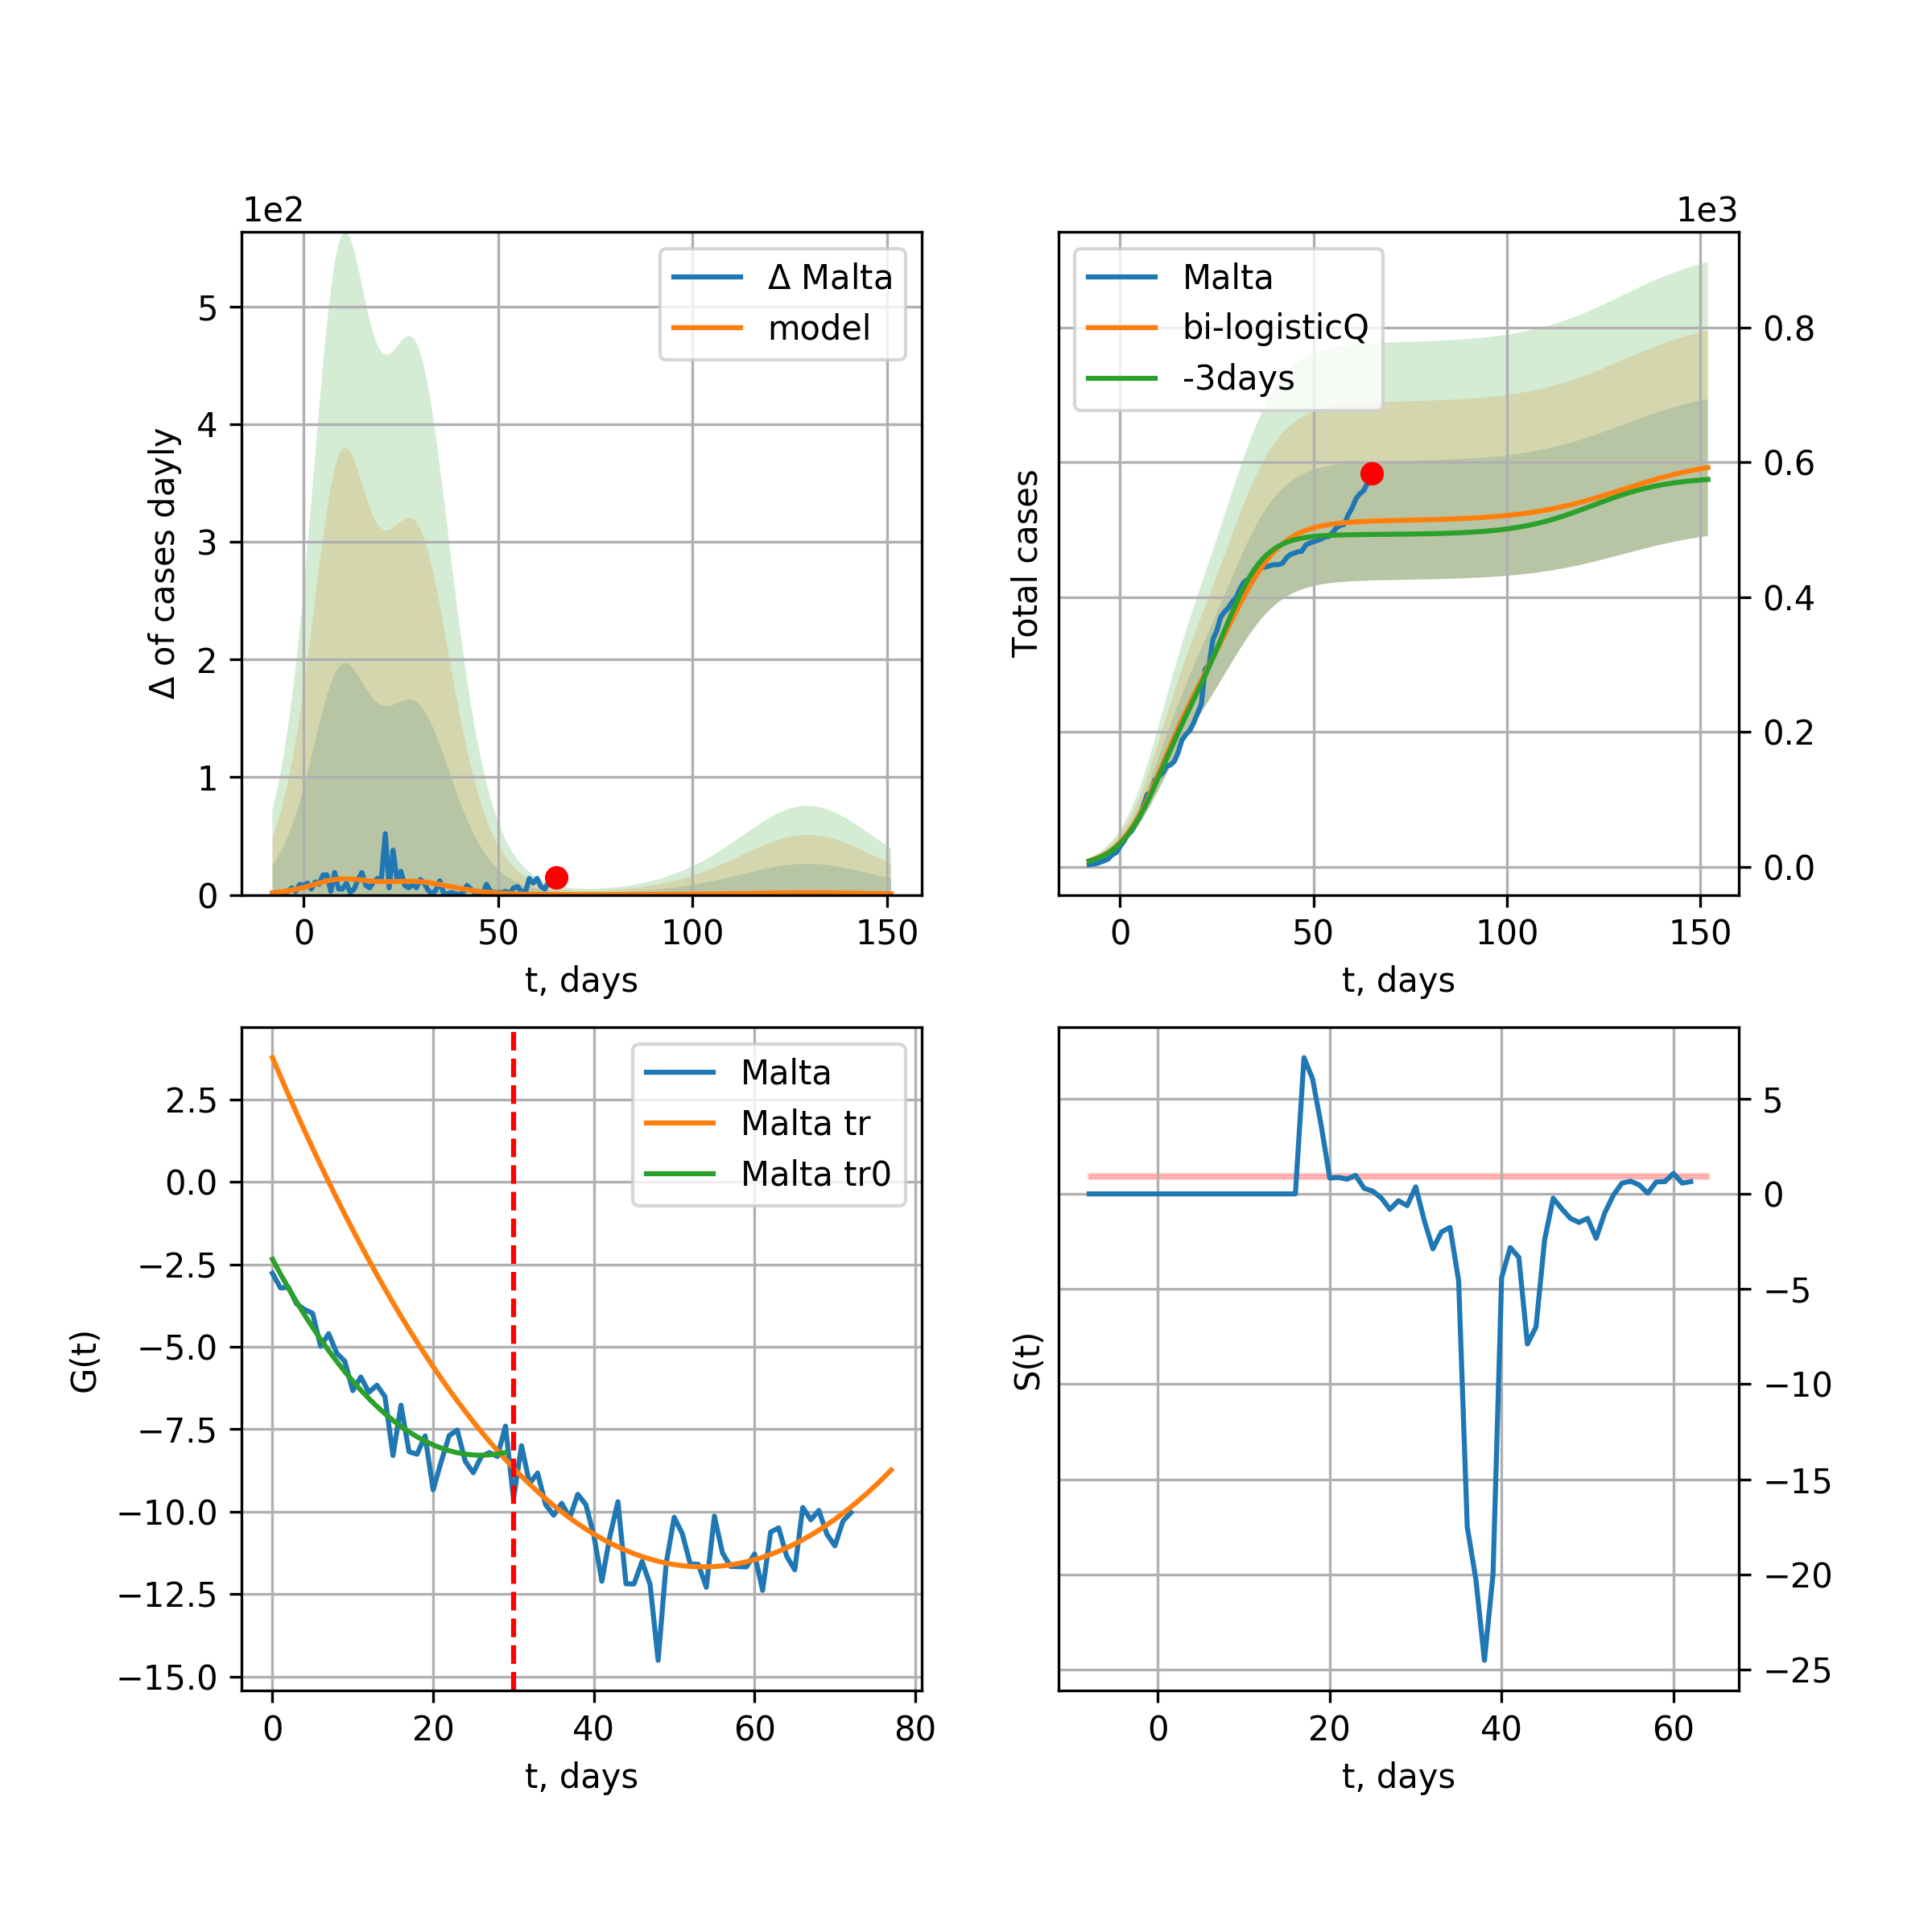 1e2
Δ Malta
model
5
4
3
2
1
0
Δ of cases dayly
0 50 100 150
t, days
1e3
Malta
bi-logisticQ
-3days
0.8
0.6
0.4
0.2
0.0
Total cases
0 50 100 150
t, days
Malta
Malta tr
Malta tr0
2.5
0.0
−2.5
−5.0
−7.5
−10.0
−12.5
−15.0
G(t)
0 20 40 60 80
t, days
5
0
−5
−10
−15
−20
−25
S(t)
0 20 40 60
t, days